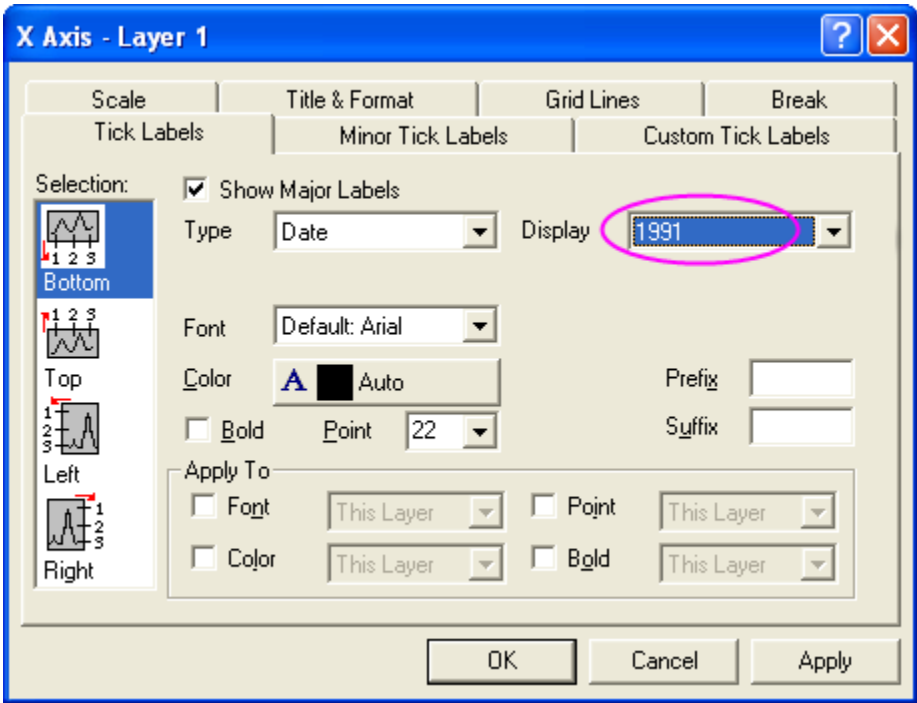 X Axis - Layer 1
Scale Title & Format Grid Lines Break
Tick Labels Minor Tick Labels Custom Tick Labels
Selection:
1 2 3
Bottom
1 2 3
Top
1
2
3
Left
1
2
3
Right
Show Major Labels
Type Date Display 1991
Font Default: Arial
Color A Auto Prefix
Bold Point 22 Suffix
Apply To
Font This Layer Point This Layer
Color This Layer Bold This Layer
OK Cancel Apply